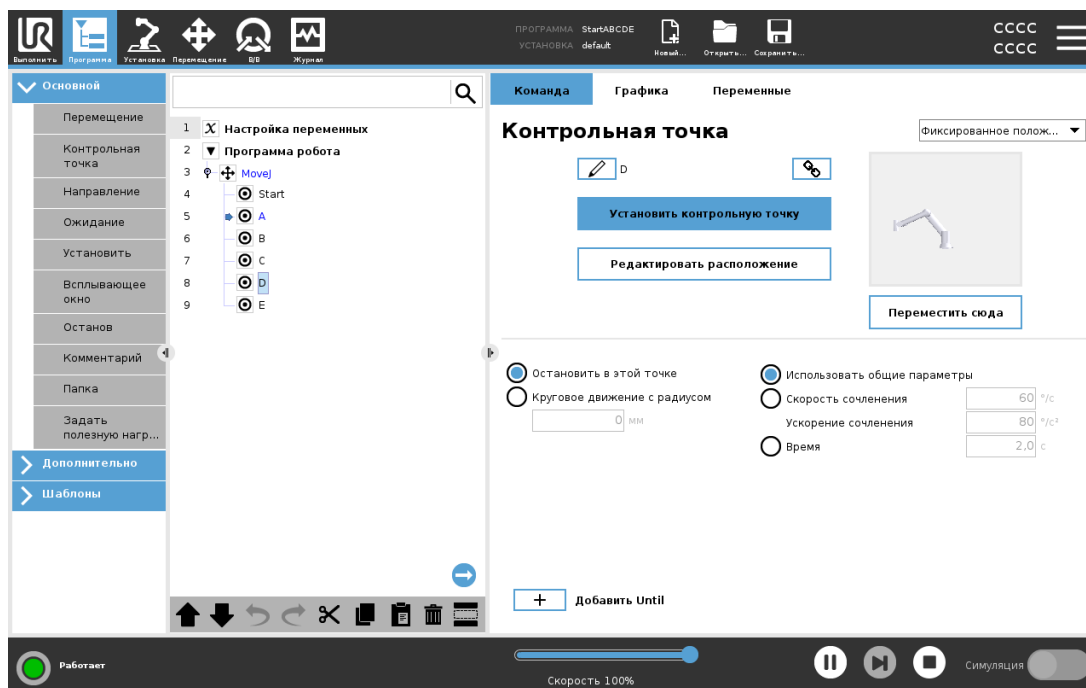 UR
Выполнить
Программа
Установка
Перемещение
В/В
Журнал
ПРОГРАММА StartABCDE
УСТАНОВКА default
Новый...
Открыть...
Сохранить...
CCCC
CCCC
Основной
Перемещение
Контрольная
точка
Направление
Ожидание
Установить
Всплывающее
окно
Останов
Комментарий
Папка
Задать
полезную нагр...
Дополнительно
Шаблоны
1 X Настройка переменных
2 Программа робота
3 MoveJ
4 Start
5 A
6 B
7 C
8 D
9 E
Команда
Графика
Переменные
Контрольная точка
Фиксированное полож...
D
Установить контрольную точку
Редактировать расположение
Переместить сюда
Остановить в этой точке
Круговое движение с радиусом
0 мм
Использовать общие параметры
Скорость сочленения 60 °/с
Ускорение сочленения 80 °/с²
Время 2,0 с
+ Добавить Until
Работает
Скорость 100%
Симуляция